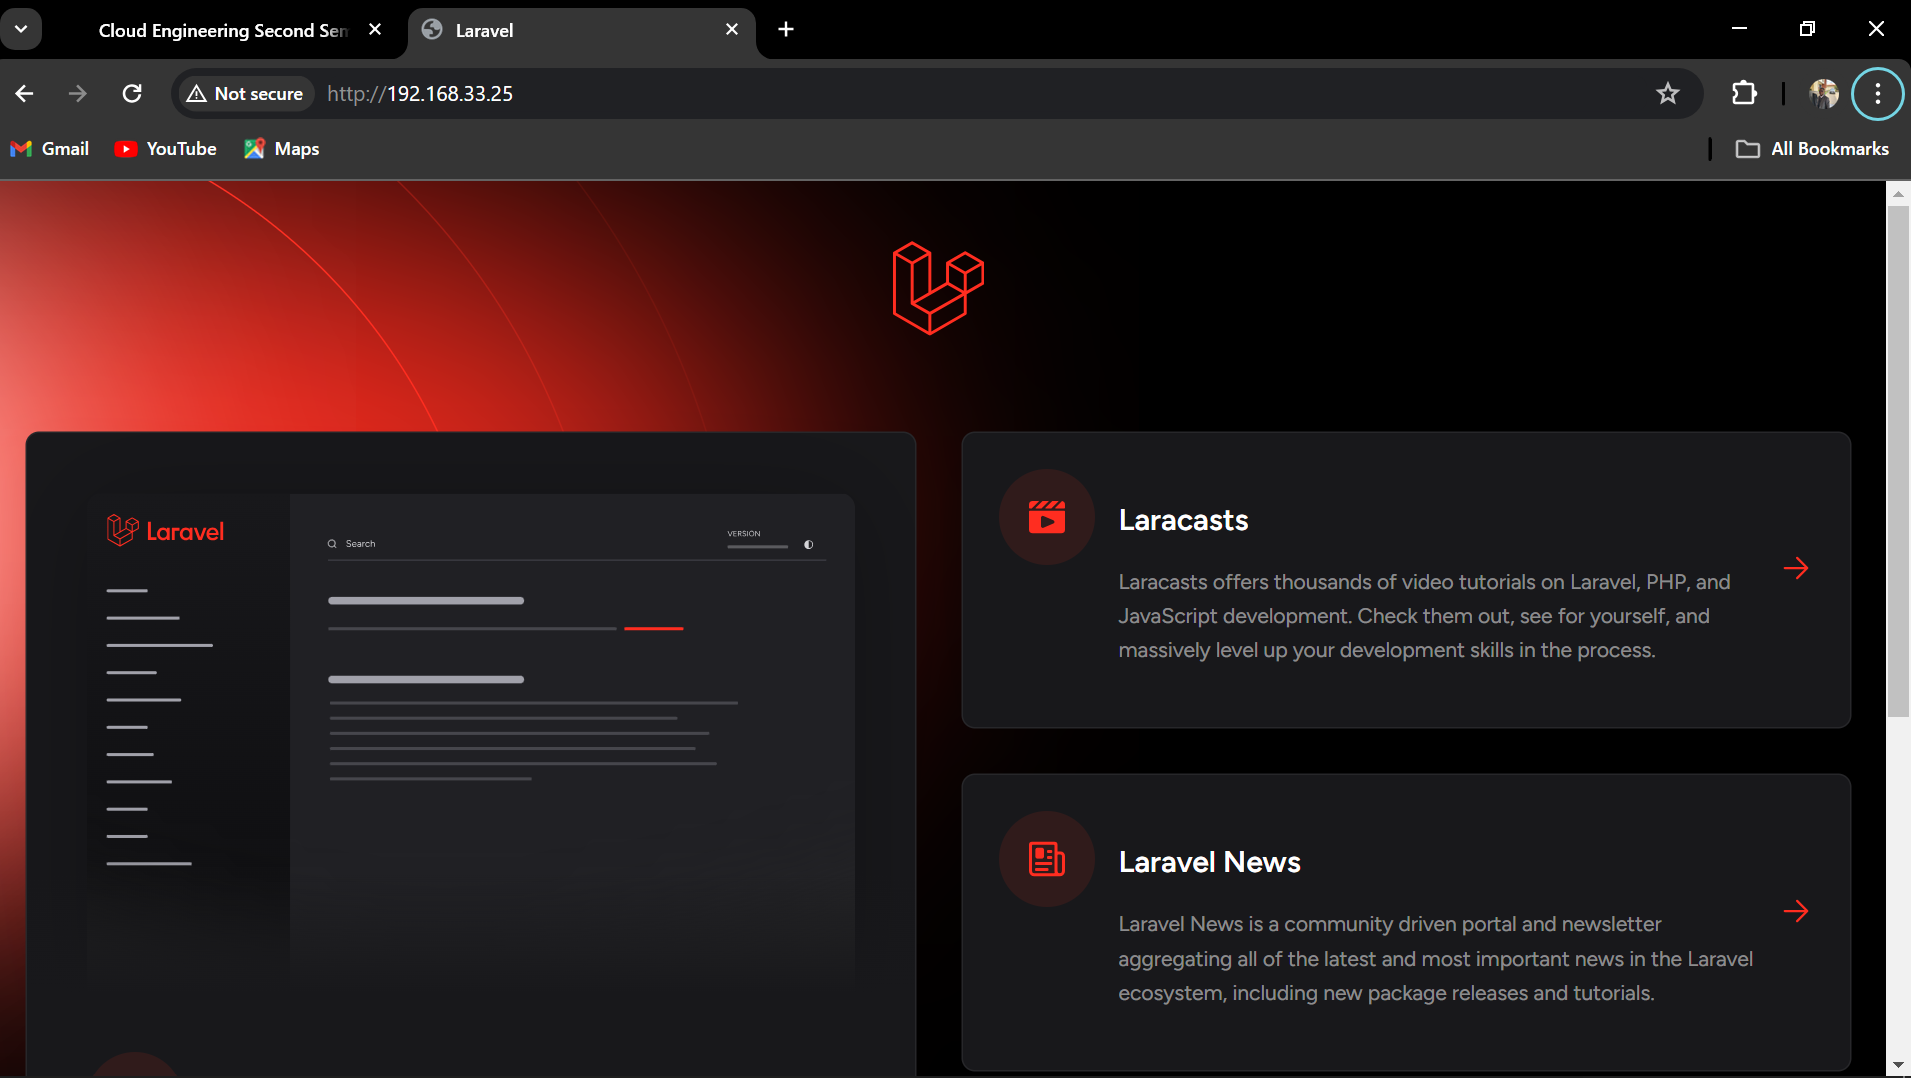 Cloud Engineering Second Sem
Laravel
Not secure
http://192.168.33.25
Gmail
YouTube
Maps
All Bookmarks
Laravel
Search
VERSION
Laracasts
Laracasts offers thousands of video tutorials on Laravel, PHP, and
JavaScript development. Check them out, see for yourself, and
massively level up your development skills in the process.
Laravel News
Laravel News is a community driven portal and newsletter
aggregating all of the latest and most important news in the Laravel
ecosystem, including new package releases and tutorials.